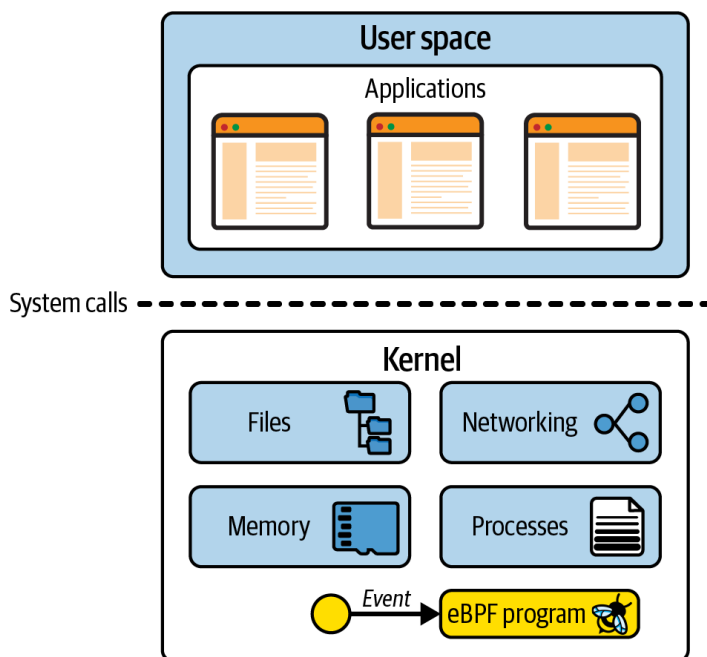 User space
Applications
System calls
Kernel
Files
Networking
Memory
Processes
Event
eBPF program